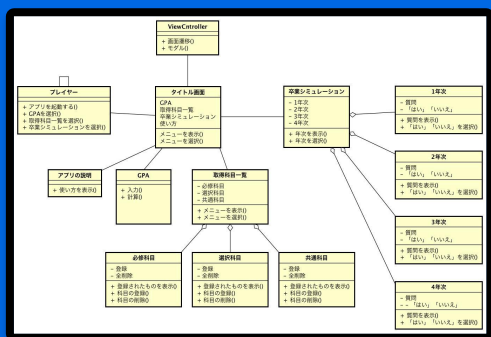 ViewCntroller
+ 画面遷移()
+ モデル()
プレイヤー
+ アプリを起動する()
+ GPAを選択()
+ 取得科目一覧を選択()
+ 卒業シミュレーションを選択()
タイトル画面
GPA
取得科目一覧
卒業シミュレーション
使い方
メニューを表示()
メニューを選択()
卒業シミュレーション
- 1年次
- 2年次
- 3年次
- 4年次
+ 年次を表示()
+ 年次を選択()
1年次
- 質問
- 「はい」「いいえ」
+ 質問を表示()
+ 「はい」「いいえ」を選択()
アプリの説明
+ 使い方を表示()
GPA
+ 入力()
+ 計算()
取得科目一覧
- 必修科目
- 選択科目
- 共通科目
+ メニューを表示()
+ メニューを選択()
2年次
- 質問
- 「はい」「いいえ」
+ 質問を表示()
+ 「はい」「いいえ」を選択()
3年次
- 質問
- 「はい」「いいえ」
+ 質問を表示()
+ 「はい」「いいえ」を選択()
必修科目
- 登録
- 全削除
+ 登録されたものを表示()
+ 科目の登録()
+ 科目の削除()
選択科目
- 登録
- 全削除
+ 登録されたものを表示()
+ 科目の登録()
+ 科目の削除()
共通科目
- 登録
- 全削除
+ 登録されたものを表示()
+ 科目の登録()
+ 科目の削除()
4年次
- 質問
- - 「はい」「いいえ」
+ 質問を表示()
+ 「はい」「いいえ」を選択()